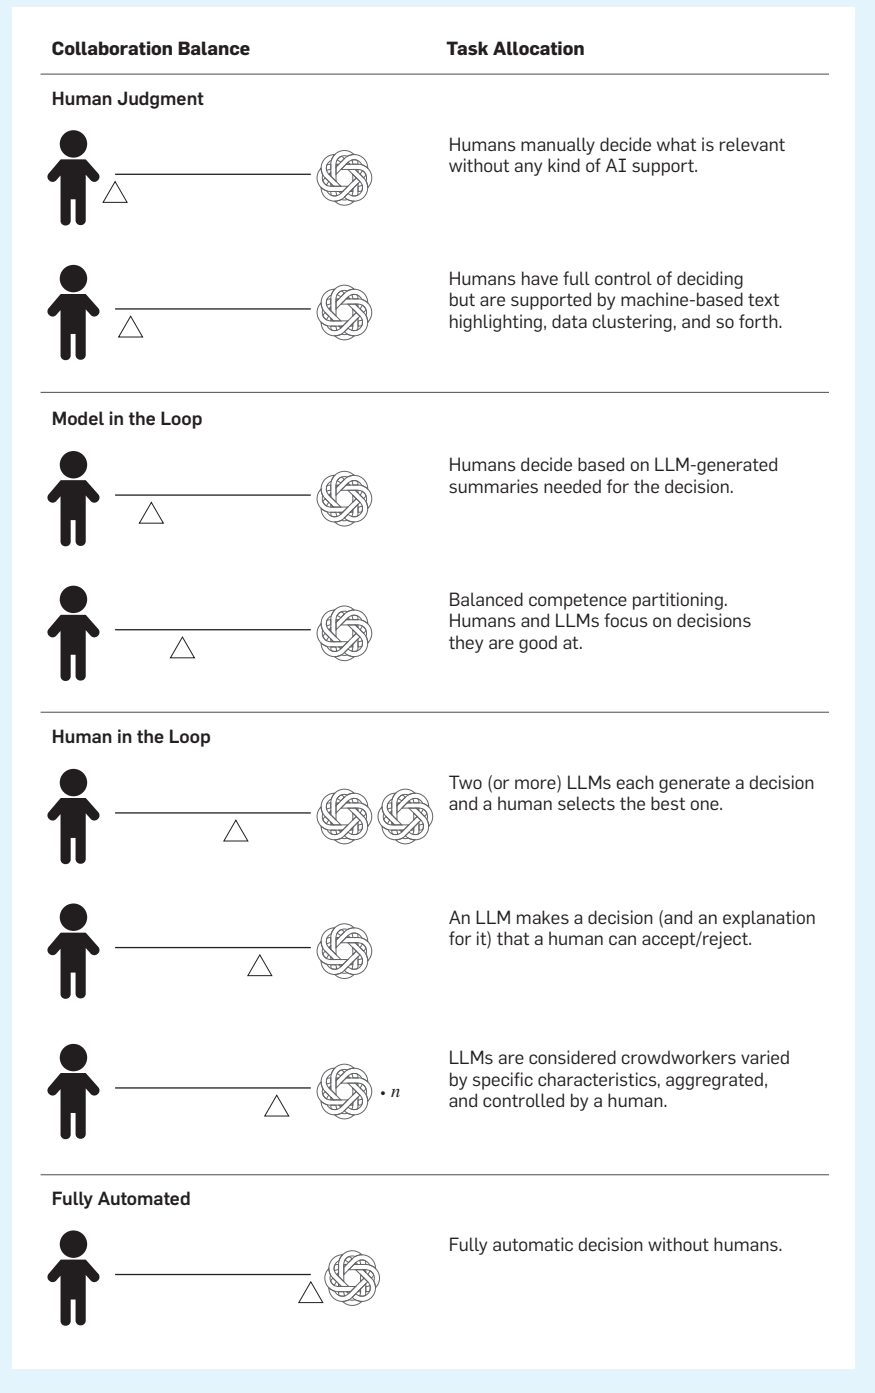 Collaboration Balance
Task Allocation
Human Judgment
Humans manually decide what is relevant
without any kind of AI support.
Humans have full control of deciding
but are supported by machine-based text
highlighting, data clustering, and so forth.
Model in the Loop
Humans decide based on LLM-generated
summaries needed for the decision.
Balanced competence partitioning.
Humans and LLMs focus on decisions
they are good at.
Human in the Loop
Two (or more) LLMs each generate a decision
and a human selects the best one.
An LLM makes a decision (and an explanation
for it) that a human can accept/reject.
· n
LLMs are considered crowdworkers varied
by specific characteristics, aggregrated,
and controlled by a human.
Fully Automated
Fully automatic decision without humans.